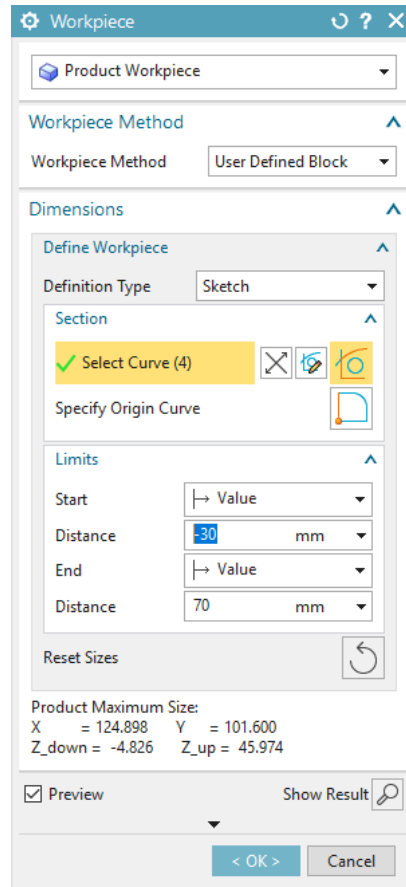 Workpiece ?
Product Workpiece
Workpiece Method
Workpiece Method User Defined Block
Dimensions
Define Workpiece
Definition Type Sketch
Section
Select Curve (4)
Specify Origin Curve
Limits
Start Value
Distance -30 mm
End Value
Distance 70 mm
Reset Sizes
Product Maximum Size:
X = 124.898 Y = 101.600
Z_down = -4.826 Z_up = 45.974
Preview Show Result
< OK > Cancel